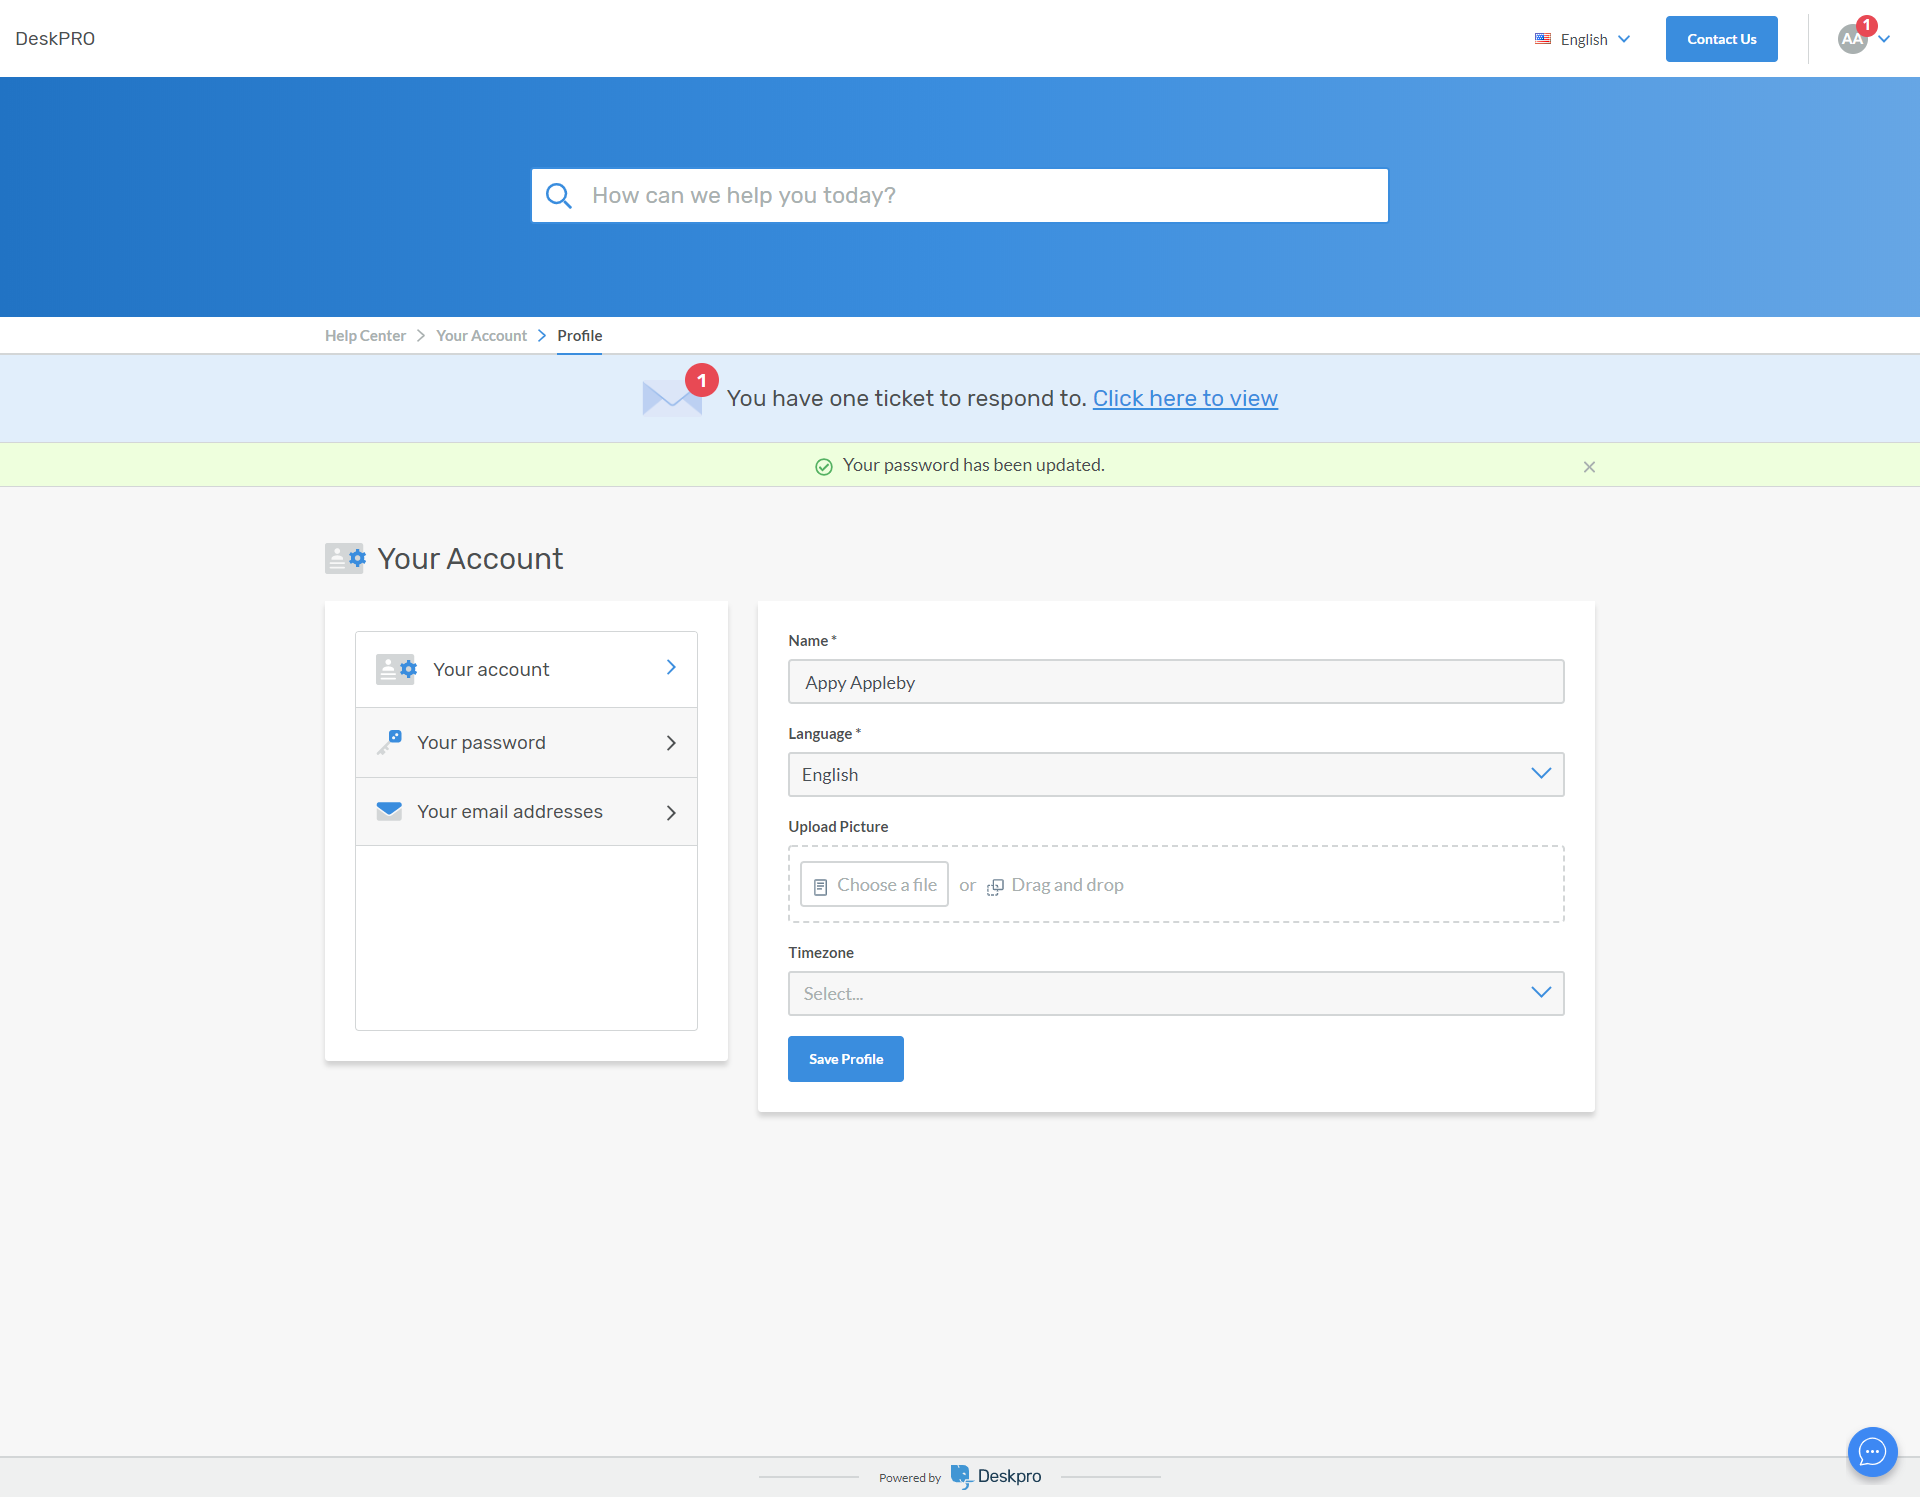 DeskPRO
English
Contact Us
AA
1
How can we help you today?
Help Center
Your Account
Profile
1
You have one ticket to respond to. Click here to view
Your password has been updated.
Your Account
Your account
Your password
Your email addresses
Name *
Appy Appleby
Language *
English
Upload Picture
Choose a file or Drag and drop
Timezone
Select...
Save Profile
Powered by Deskpro